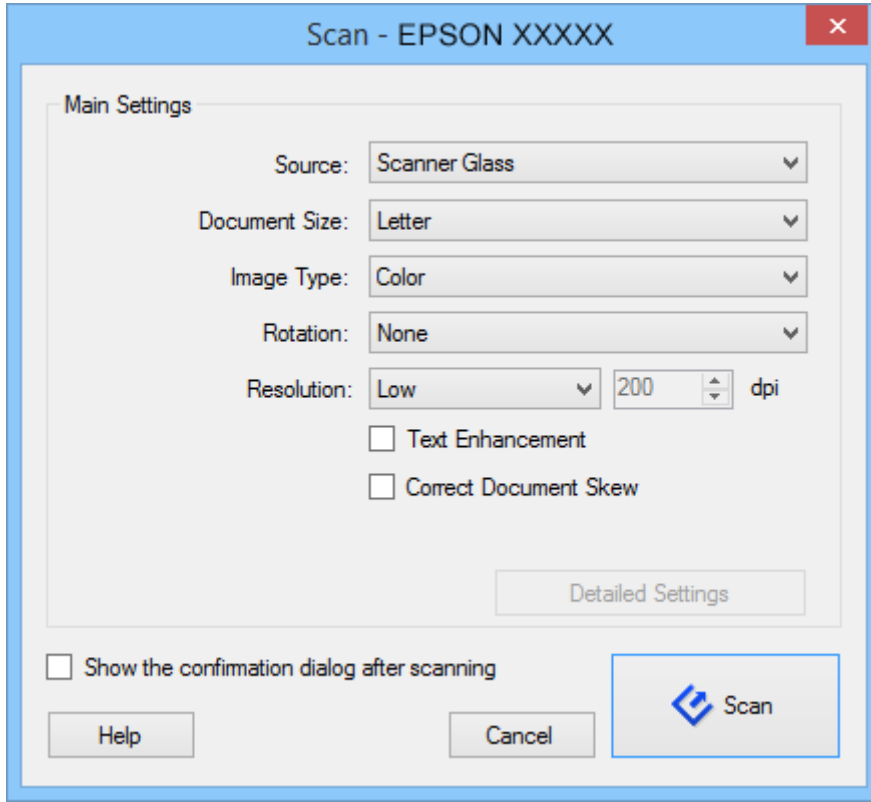 Scan - EPSON XXXXX
Main Settings
Source: Scanner Glass
Document Size: Letter
Image Type: Color
Rotation: None
Resolution: Low 200 dpi
Text Enhancement
Correct Document Skew
Detailed Settings
Show the confirmation dialog after scanning
Help Cancel Scan